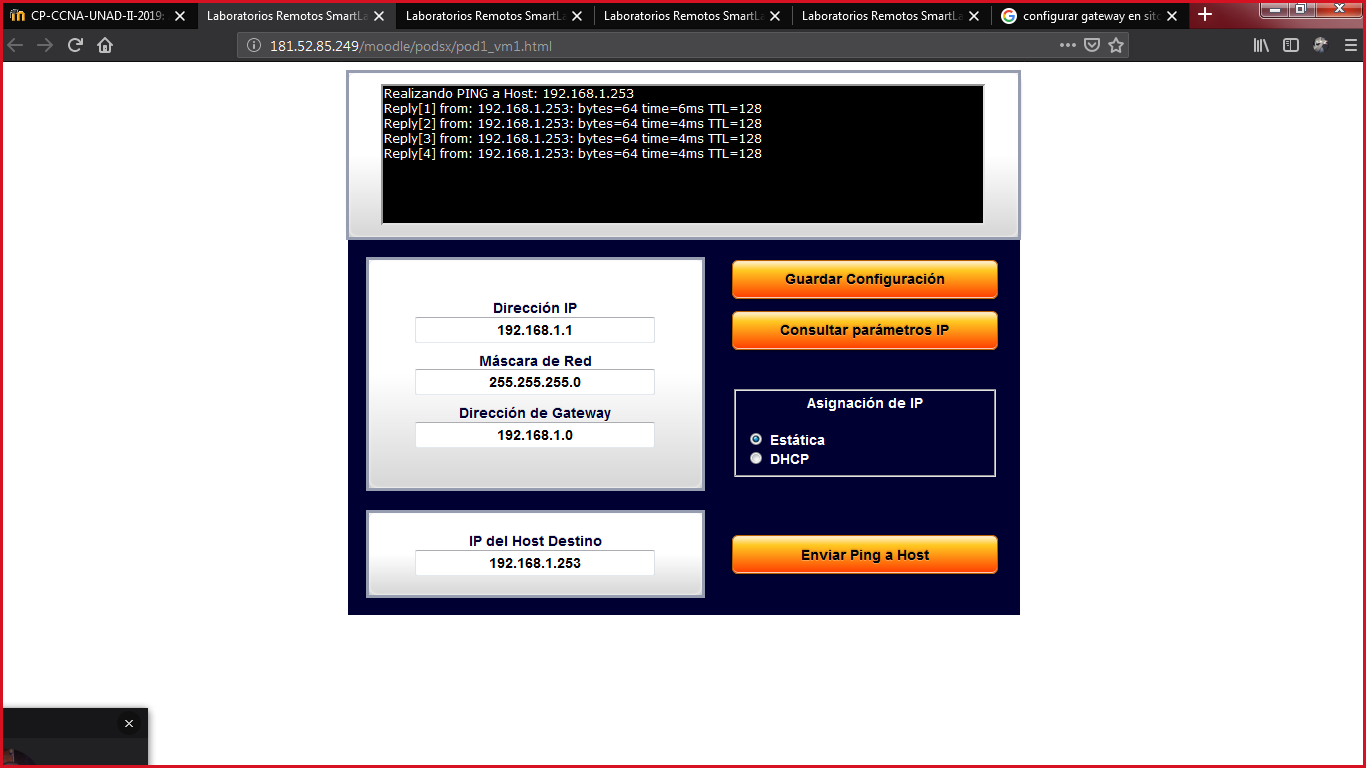 CP-CCNA-UNAD-II-2019:
Laboratorios Remotos SmartLa
Laboratorios Remotos SmartLa
Laboratorios Remotos SmartLa
Laboratorios Remotos SmartLa
configurar gateway en sit
181.52.85.249/moodle/podsx/pod1_vm1.html
Realizando PING a Host: 192.168.1.253
Reply[1] from: 192.168.1.253: bytes=64 time=6ms TTL=128
Reply[2] from: 192.168.1.253: bytes=64 time=4ms TTL=128
Reply[3] from: 192.168.1.253: bytes=64 time=4ms TTL=128
Reply[4] from: 192.168.1.253: bytes=64 time=4ms TTL=128
Dirección IP
192.168.1.1
Máscara de Red
255.255.255.0
Dirección de Gateway
192.168.1.0
Guardar Configuración
Consultar parámetros IP
Asignación de IP
Estática
DHCP
IP del Host Destino
192.168.1.253
Enviar Ping a Host